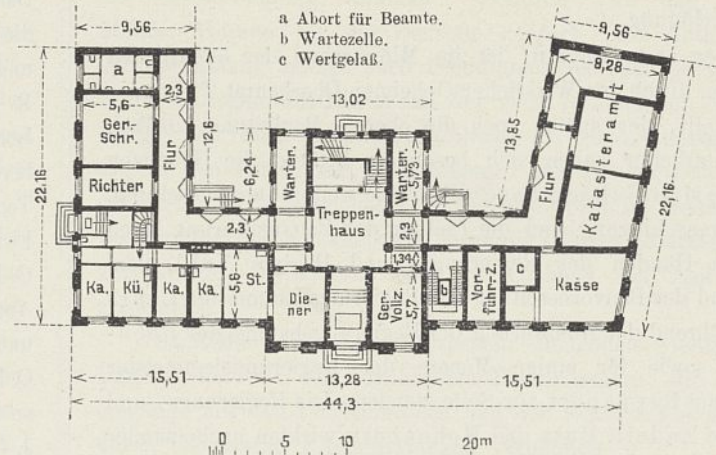 a Abort für Beamte.
b Wartezelle.
c Wertgelaß.
9,56
9,56
8,28
13,02
a
5,6
2,3
Ger-
Schr.
Flur
12,6
6,24
Warter.
Warter.
5,73
13,85
Flur
Katasteramt
22,16
22,16
Richter
Treppen-
haus
2,3
2,3
1,34
Ka.
Kü.
Ka.
Ka.
5,6
St.
Die-
ner
Ger-
Vollz.
5,7
b
Vor-
führ-Z.
c
Kasse
15,51
13,28
15,51
44,3
0 5 10 20m